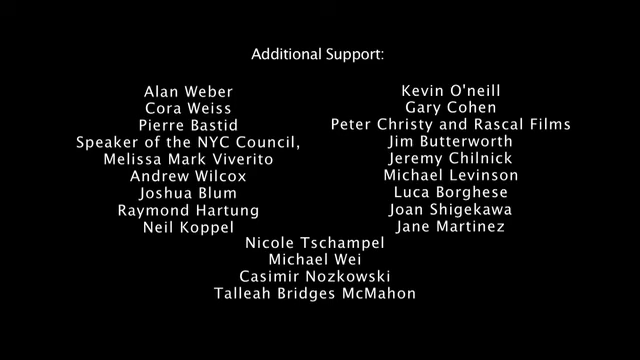 Additional Support:
Alan Weber
Cora Weiss
Pierre Bastid
Speaker of the NYC Council,
Melissa Mark Viverito
Andrew Wilcox
Joshua Blum
Raymond Hartung
Neil Koppel
Kevin O'neill
Gary Cohen
Peter Christy and Rascal Films
Jim Butterworth
Jeremy Chilnick
Michael Levinson
Luca Borghese
Joan Shigekawa
Jane Martinez
Nicole Tschampel
Michael Wei
Casimir Nozkowski
Talleah Bridges McMahon